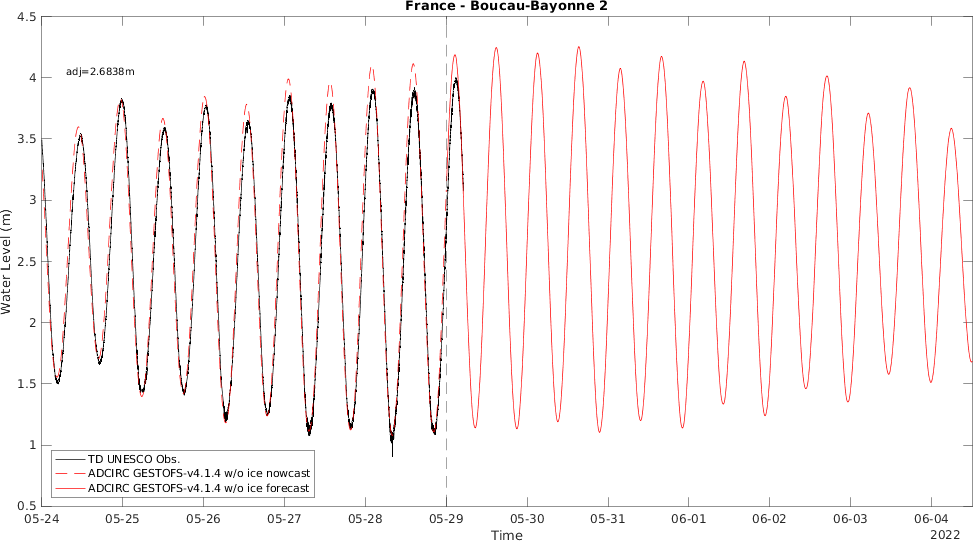 France - Boucau-Bayonne 2
adj=2.6838m
4.5
4
3.5
3
2.5
2
1.5
1
0.5
Water Level (m)
TD UNESCO Obs.
ADCIRC GESTOFS-v4.1.4 w/o ice nowcast
ADCIRC GESTOFS-v4.1.4 w/o ice forecast
05-24 05-25 05-26 05-27 05-28 05-29 05-30 05-31 06-01 06-02 06-03 06-04
Time
2022